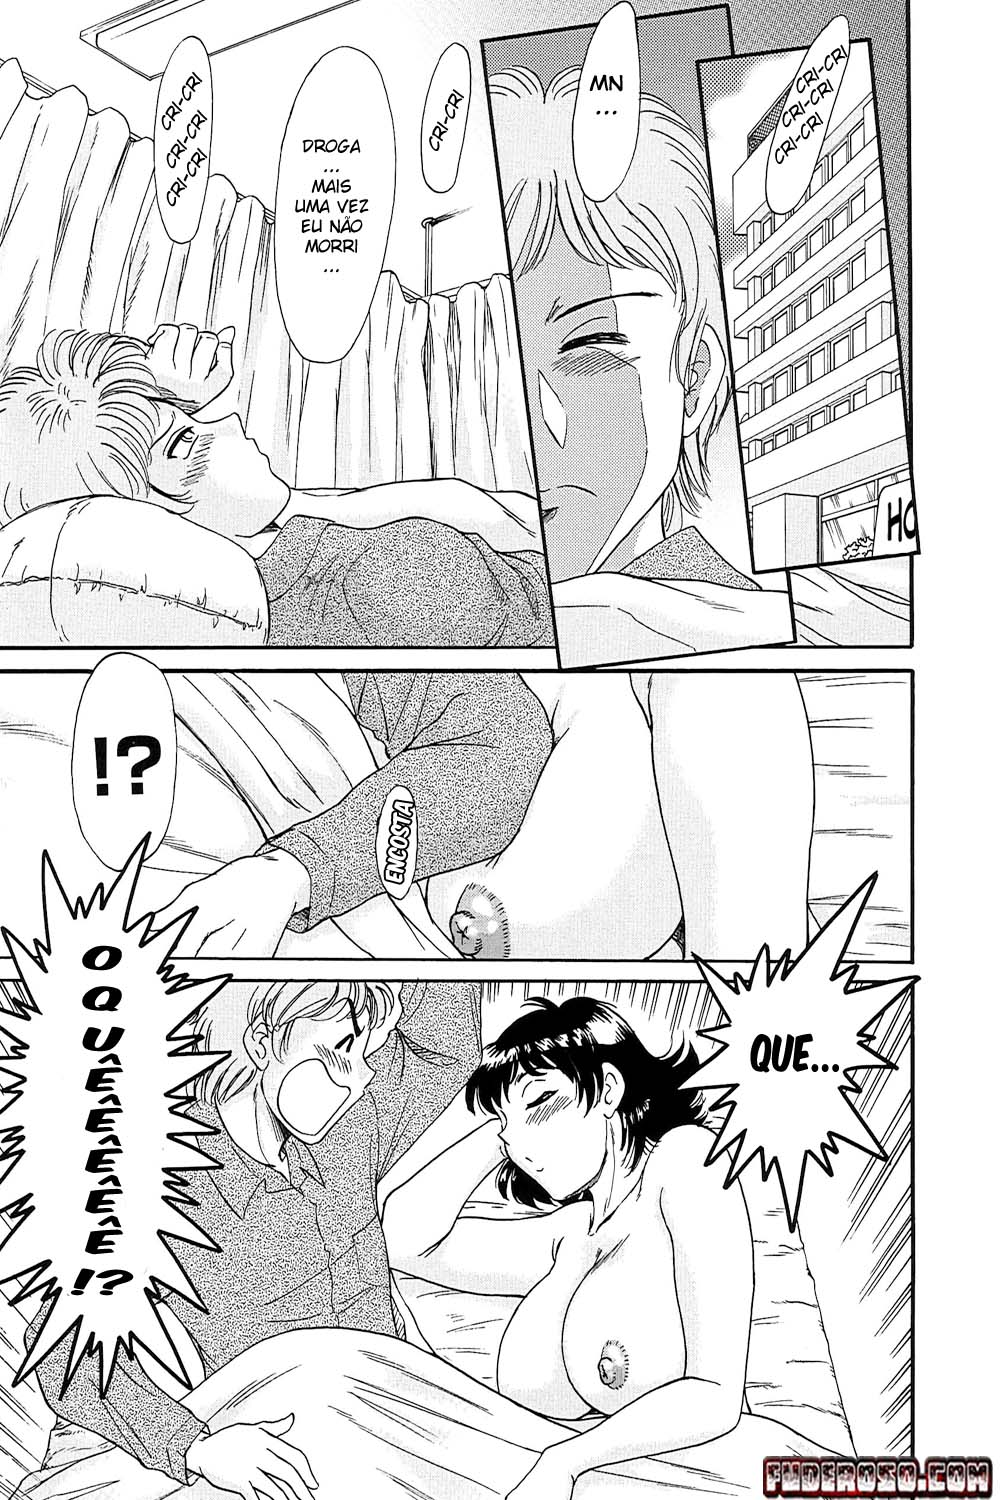 CRI-CRI
CRI-CRI
CRI-CRI
HO
MN
...
CRI-CRI
DROGA
...
MAIS
UMA VEZ
EU NÃO
MORRI
...
CRI-CRI
CRI-CRI
CRI-CRI
ENCOSTA
!?
QUE...
O QUÊÊÊÊÊÊ!?
FUDEROSO.COM